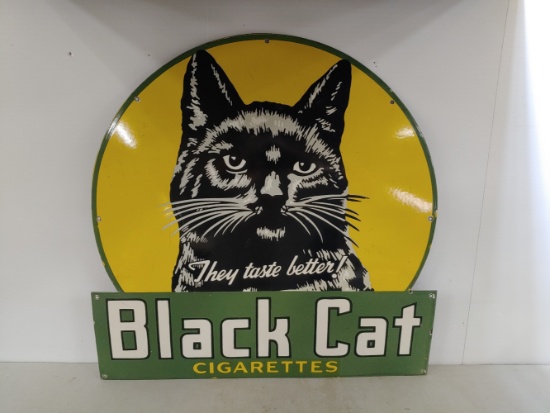 They taste better!
Black Cat
CIGARETTES